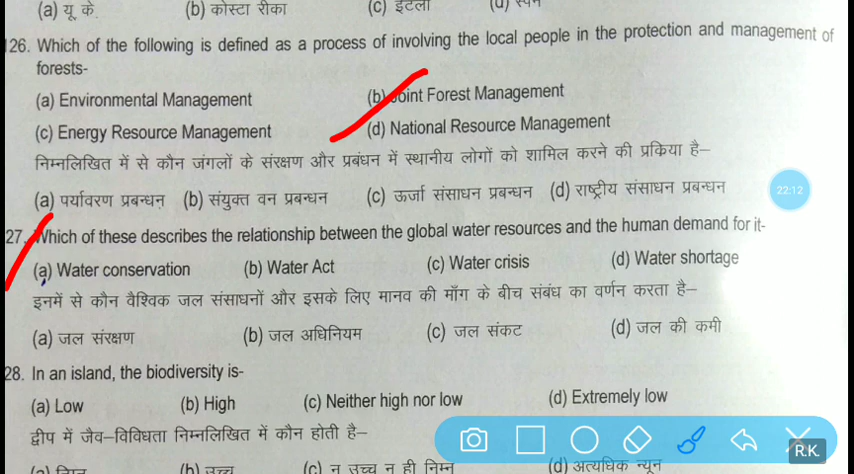 (a) यू. के. (b) कोस्टा रीका (c) इटली (d) स्पेन
126. Which of the following is defined as a process of involving the local people in the protection and management of
forests-
(a) Environmental Management (b) Joint Forest Management
(c) Energy Resource Management (d) National Resource Management
निम्नलिखित में से कौन जंगलों के संरक्षण और प्रबंधन में स्थानीय लोगों को शामिल करने की प्रकिया है–
(a) पर्यावरण प्रबन्धन (b) संयुक्त वन प्रबन्धन (c) ऊर्जा संसाधन प्रबन्धन (d) राष्ट्रीय संसाधन प्रबन्धन
22:12
27. Which of these describes the relationship between the global water resources and the human demand for it-
(a) Water conservation (b) Water Act (c) Water crisis (d) Water shortage
इनमें से कौन वैश्विक जल संसाधनों और इसके लिए मानव की माँग के बीच संबंध का वर्णन करता है–
(a) जल संरक्षण (b) जल अधिनियम (c) जल संकट (d) जल की कमी
28. In an island, the biodiversity is-
(a) Low (b) High (c) Neither high nor low (d) Extremely low
द्वीप में जैव–विविधता निम्नलिखित में कौन होती है–
(a) निम्न (b) उच्च (c) न उच्च न ही निम्न (d) अत्यधिक न्यून
R.K.